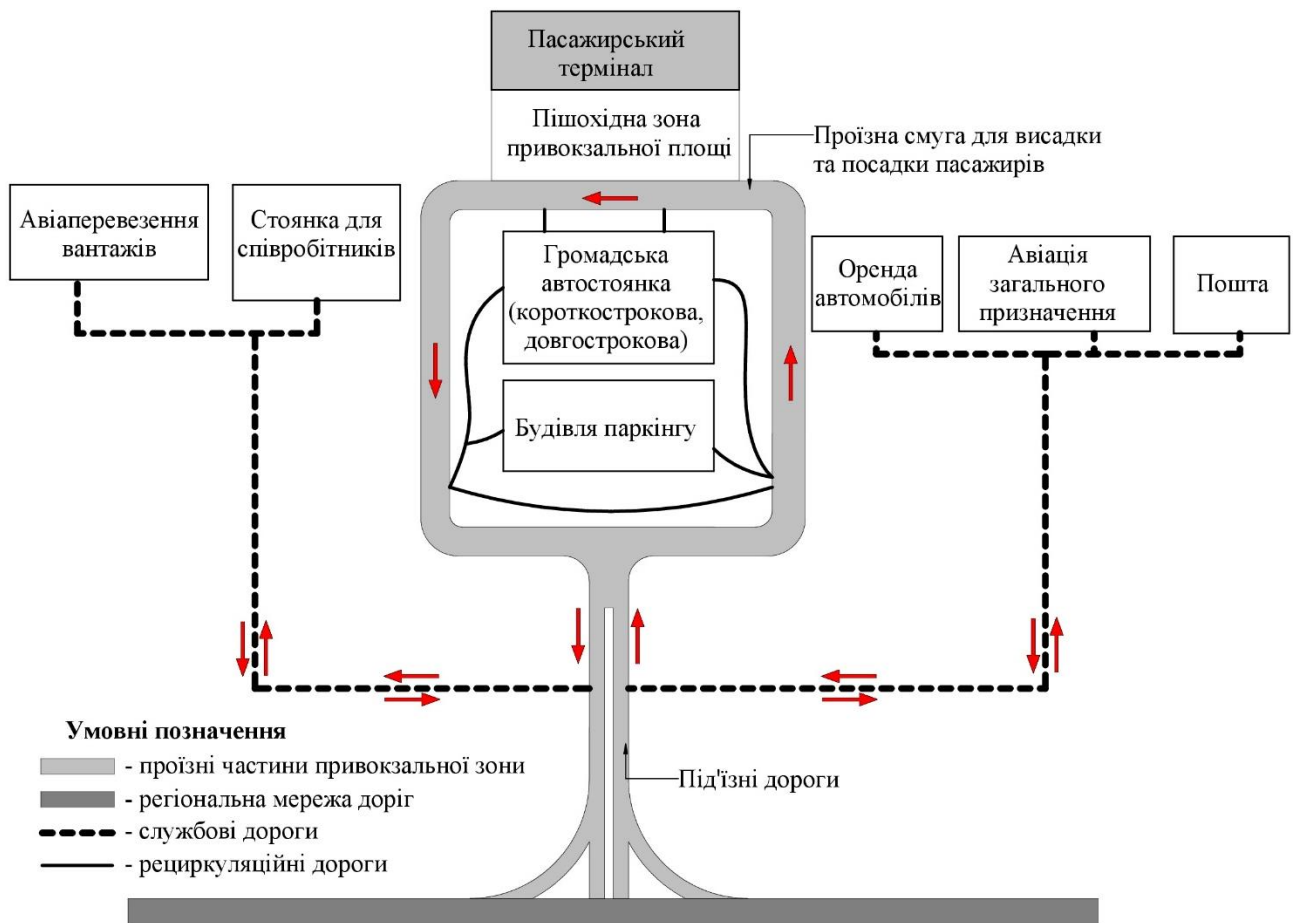 Пасажирський
термінал
Пішохідна зона
привокзальної площі
Проїзна смуга для висадки
та посадки пасажирів
Авіаперевезення
вантажів
Стоянка для
співробітників
Громадська
автостоянка
(короткострокова,
довгострокова)
Оренда
автомобілів
Авіація
загального
призначення
Пошта
Будівля паркінгу
Під'їзні дороги
Умовні позначення
- проїзні частини привокзальної зони
- регіональна мережа доріг
- службові дороги
- рециркуляційні дороги